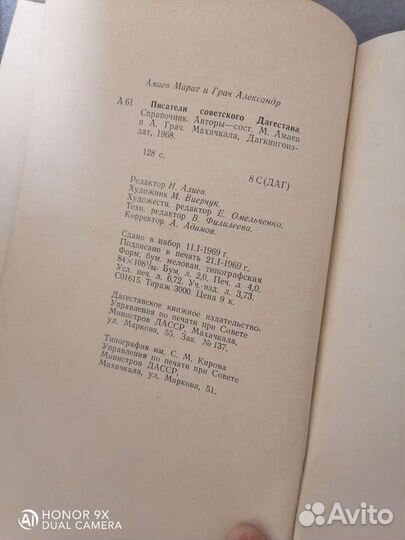 Амаев Марат и Грач Александр
А 61 Писатели советского Дагестана.
Справочник. Авторы—сост. М. Амаев
и А. Грач. Махачкала, Дагкнигоиз-
дат, 1968.
128 с.
8 С (ДАГ)
Редактор Н. Алиев.
Художник М. Виерчук.
Художеств. редактор Е. Омельченко.
Техн. редактор В. Филилеева.
Корректор А. Адамов.
Сдано в набор 11.I-1969 г.
Подписано в печать 21.I-1969 г.
Форм. бум. мелован. типографская
84×108¹/₃₂. Бум. л. 2,0. Печ. л. 4,0.
Усл. печ. л. 6,72. Уч.-изд. л. 3,73.
С01615. Тираж 3000. Цена 9 к.
Дагестанское книжное издательство
Управления по печати при Совете
Министров ДАССР, Махачкала,
ул. Маркова, 55. Зак. № 137.
Типография им. С. М. Кирова
Управления по печати при Совете
Министров ДАССР,
Махачкала, ул. Маркова, 51.
HONOR 9X
DUAL CAMERA
Avito